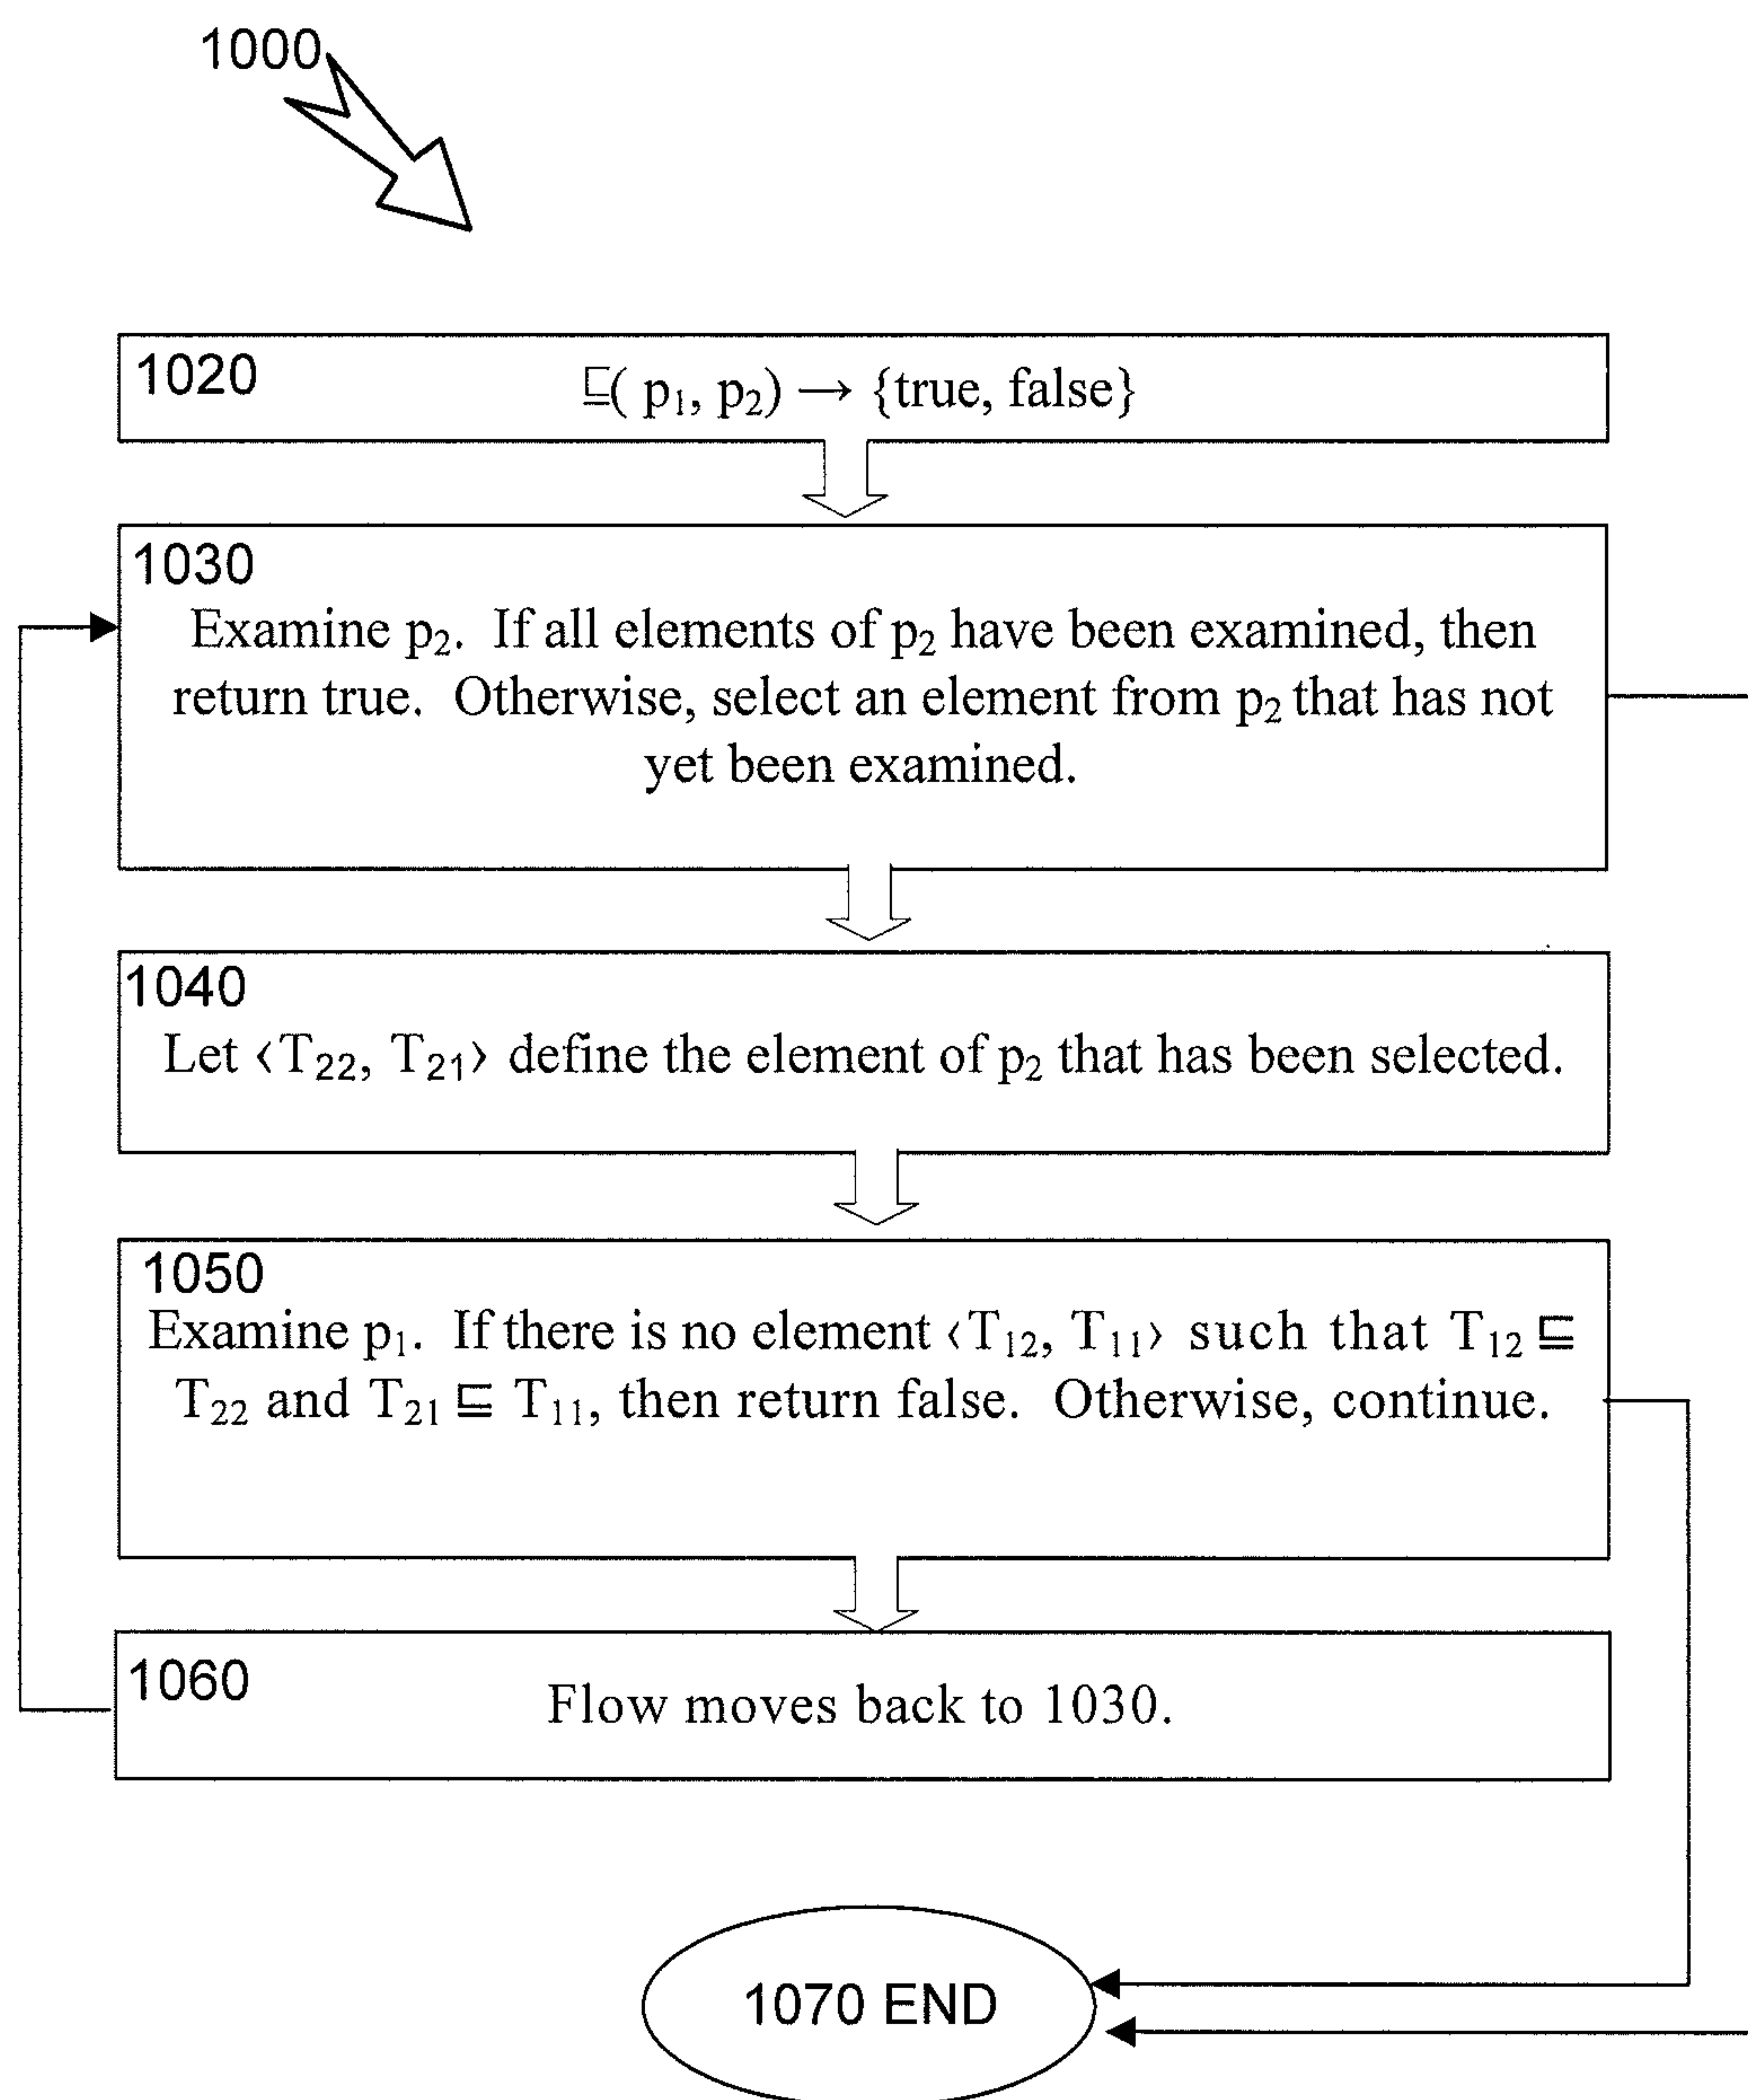 1000
1020
⊑( p₁, p₂) → {true, false}
1030
Examine p₂. If all elements of p₂ have been examined, then
return true. Otherwise, select an element from p₂ that has not
yet been examined.
1040
Let ‹T₂₂, T₂₁› define the element of p₂ that has been selected.
1050
Examine p₁. If there is no element ‹T₁₂, T₁₁› such that T₁₂ ⊑
T₂₂ and T₂₁ ⊑ T₁₁, then return false. Otherwise, continue.
1060
Flow moves back to 1030.
1070 END